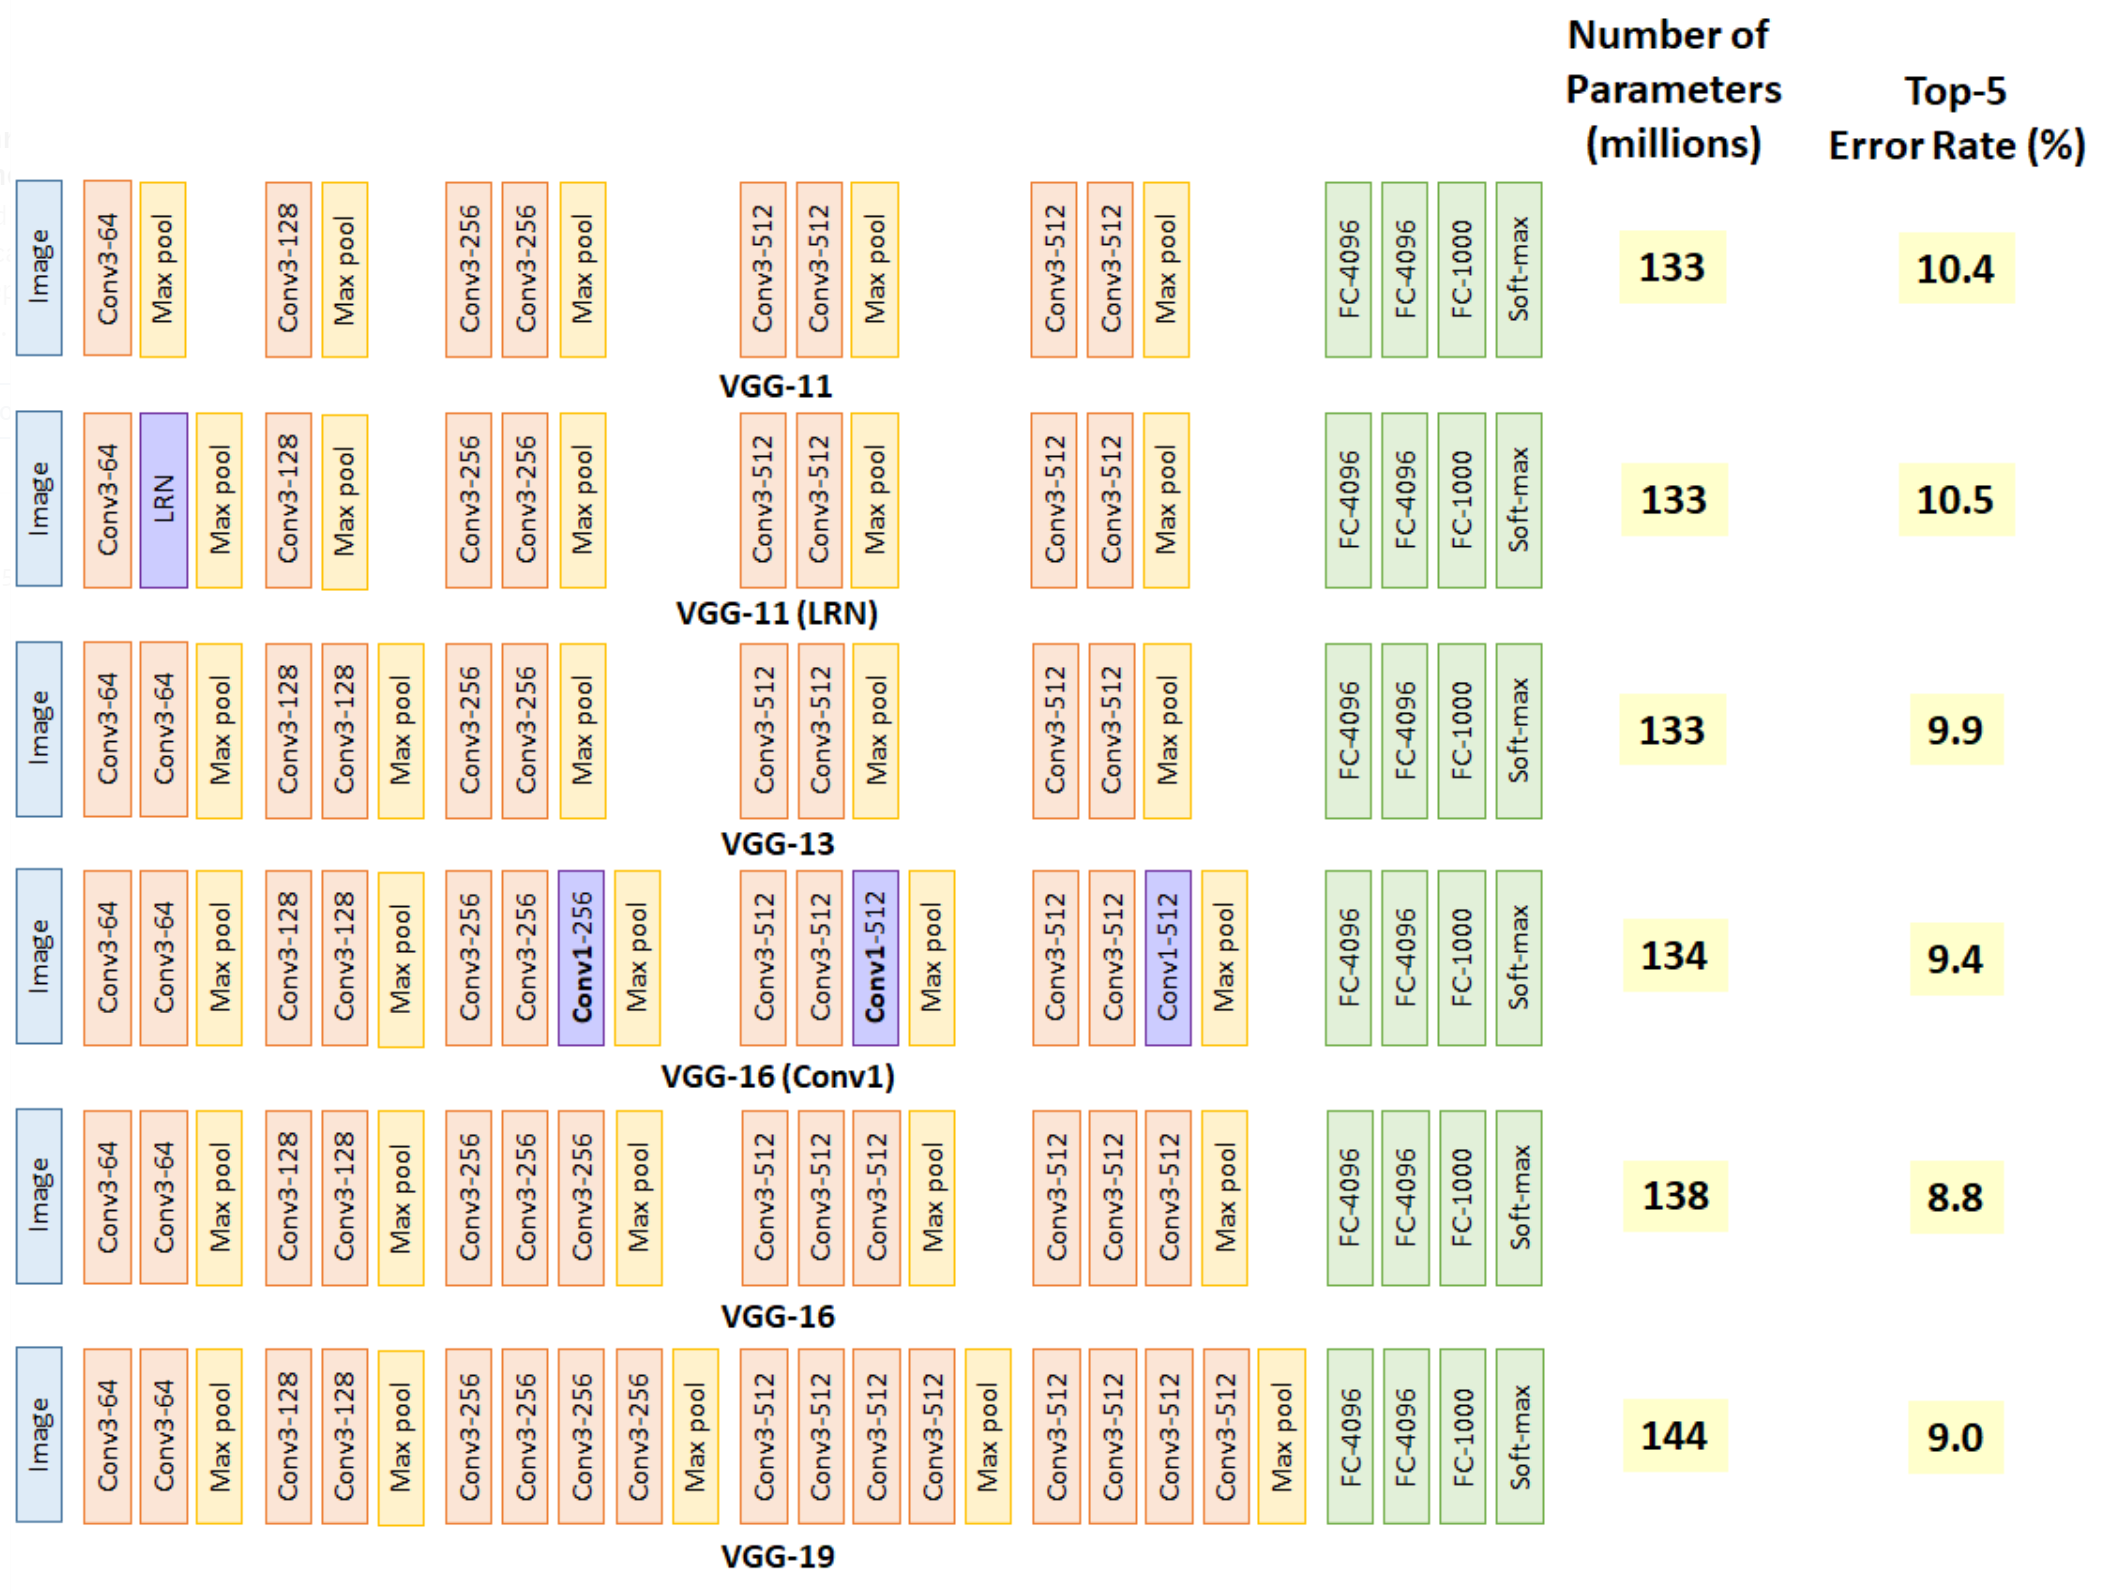 Number of
Parameters
(millions)
Top-5
Error Rate (%)
Image
Conv3-64
Max pool
Conv3-128
Max pool
Conv3-256
Conv3-256
Max pool
Conv3-512
Conv3-512
Max pool
Conv3-512
Conv3-512
Max pool
FC-4096
FC-4096
FC-1000
Soft-max
133
10.4
VGG-11
Image
Conv3-64
LRN
Max pool
Conv3-128
Max pool
Conv3-256
Conv3-256
Max pool
Conv3-512
Conv3-512
Max pool
Conv3-512
Conv3-512
Max pool
FC-4096
FC-4096
FC-1000
Soft-max
133
10.5
VGG-11 (LRN)
Image
Conv3-64
Conv3-64
Max pool
Conv3-128
Conv3-128
Max pool
Conv3-256
Conv3-256
Max pool
Conv3-512
Conv3-512
Max pool
Conv3-512
Conv3-512
Max pool
FC-4096
FC-4096
FC-1000
Soft-max
133
9.9
VGG-13
Image
Conv3-64
Conv3-64
Max pool
Conv3-128
Conv3-128
Max pool
Conv3-256
Conv3-256
Conv1-256
Max pool
Conv3-512
Conv3-512
Conv1-512
Max pool
Conv3-512
Conv3-512
Conv1-512
Max pool
FC-4096
FC-4096
FC-1000
Soft-max
134
9.4
VGG-16 (Conv1)
Image
Conv3-64
Conv3-64
Max pool
Conv3-128
Conv3-128
Max pool
Conv3-256
Conv3-256
Conv3-256
Max pool
Conv3-512
Conv3-512
Conv3-512
Max pool
Conv3-512
Conv3-512
Conv3-512
Max pool
FC-4096
FC-4096
FC-1000
Soft-max
138
8.8
VGG-16
Image
Conv3-64
Conv3-64
Max pool
Conv3-128
Conv3-128
Max pool
Conv3-256
Conv3-256
Conv3-256
Conv3-256
Max pool
Conv3-512
Conv3-512
Conv3-512
Conv3-512
Max pool
Conv3-512
Conv3-512
Conv3-512
Conv3-512
Max pool
FC-4096
FC-4096
FC-1000
Soft-max
144
9.0
VGG-19